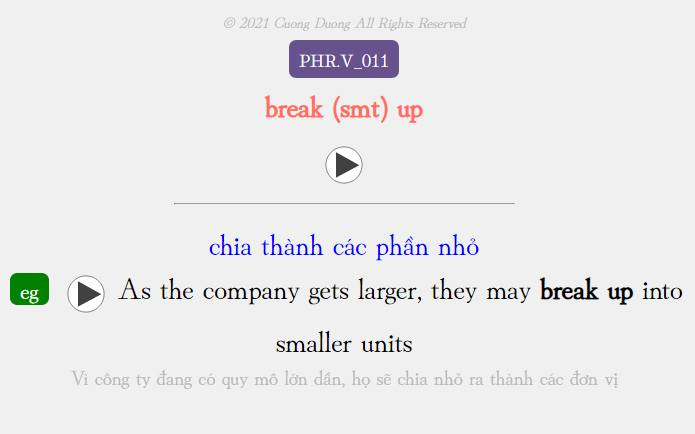 © 2021 Cuong Duong All Rights Reserved
PHR.V_011
break (smt) up
chia thành các phần nhỏ
eg As the company gets larger, they may break up into
smaller units
Vì công ty đang có quy mô lớn dần, họ sẽ chia nhỏ ra thành các đơn vị